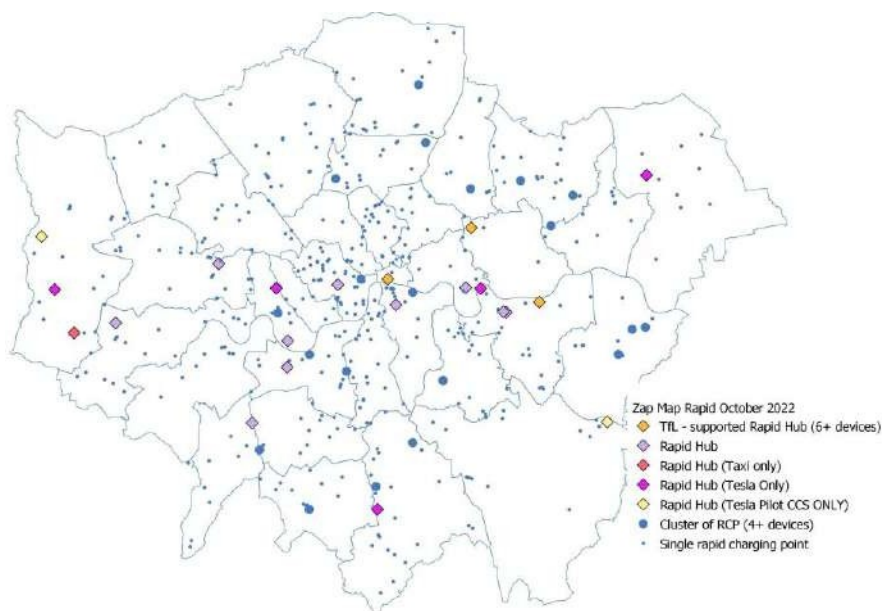 Zap Map Rapid October 2022
TfL - supported Rapid Hub (6+ devices)
Rapid Hub
Rapid Hub (Taxi only)
Rapid Hub (Tesla Only)
Rapid Hub (Tesla Pilot CCS ONLY)
Cluster of RCP (4+ devices)
Single rapid charging point